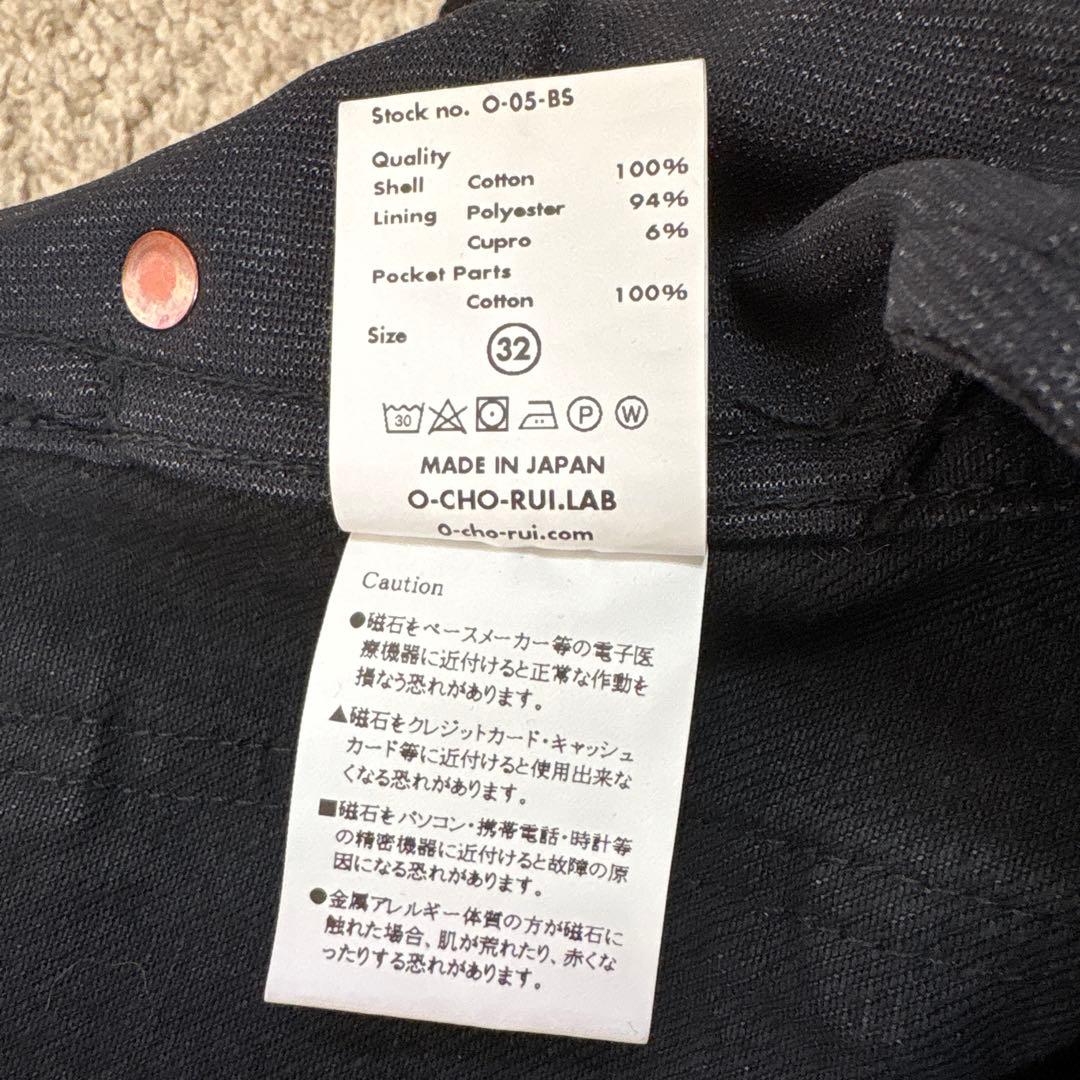 Stock no. O-05-BS
Quality
Shell Cotton 100%
Lining Polyester 94%
Cupro 6%
Pocket Parts
Cotton 100%
Size 32
30 P W
MADE IN JAPAN
O-CHO-RUI.LAB
O-cho-rui.com
Caution
●磁石をペースメーカー等の電子医
療機器に近付けると正常な作動を
損なう恐れがあります。
▲磁石をクレジットカード・キャッシュ
カード等に近付けると使用出来な
くなる恐れがあります。
■磁石をパソコン・携帯電話・時計等
の精密機器に近付けると故障の原
因になる恐れがあります。
●金属アレルギー体質の方が磁石に
触れた場合、肌が荒れたり、赤くな
ったりする恐れがあります。